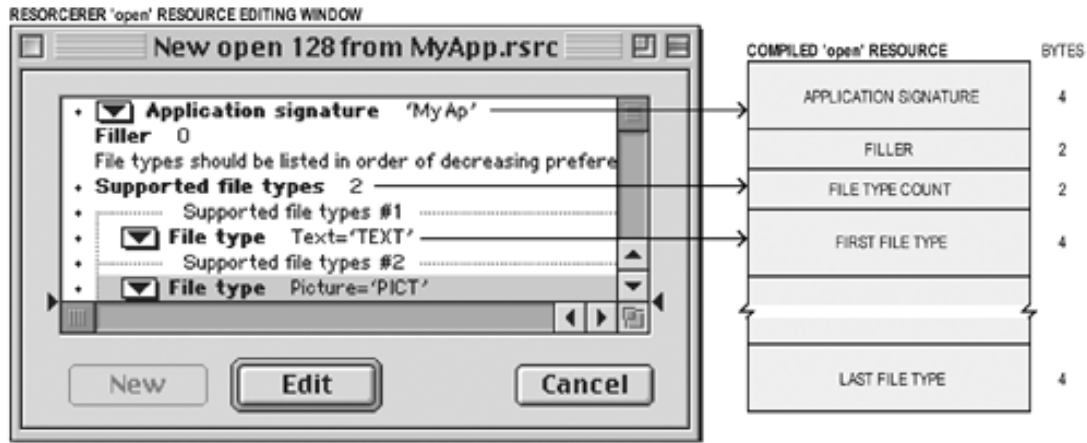 RESORCERER 'open' RESOURCE EDITING WINDOW
New open 128 from MyApp.rsrc
Application signature 'MyAp'
Filler 0
File types should be listed in order of decreasing prefere
Supported file types 2
Supported file types #1
File type Text='TEXT'
Supported file types #2
File type Picture='PICT'
New Edit Cancel
COMPILED 'open' RESOURCE BYTES
APPLICATION SIGNATURE 4
FILLER 2
FILE TYPE COUNT 2
FIRST FILE TYPE 4
LAST FILE TYPE 4